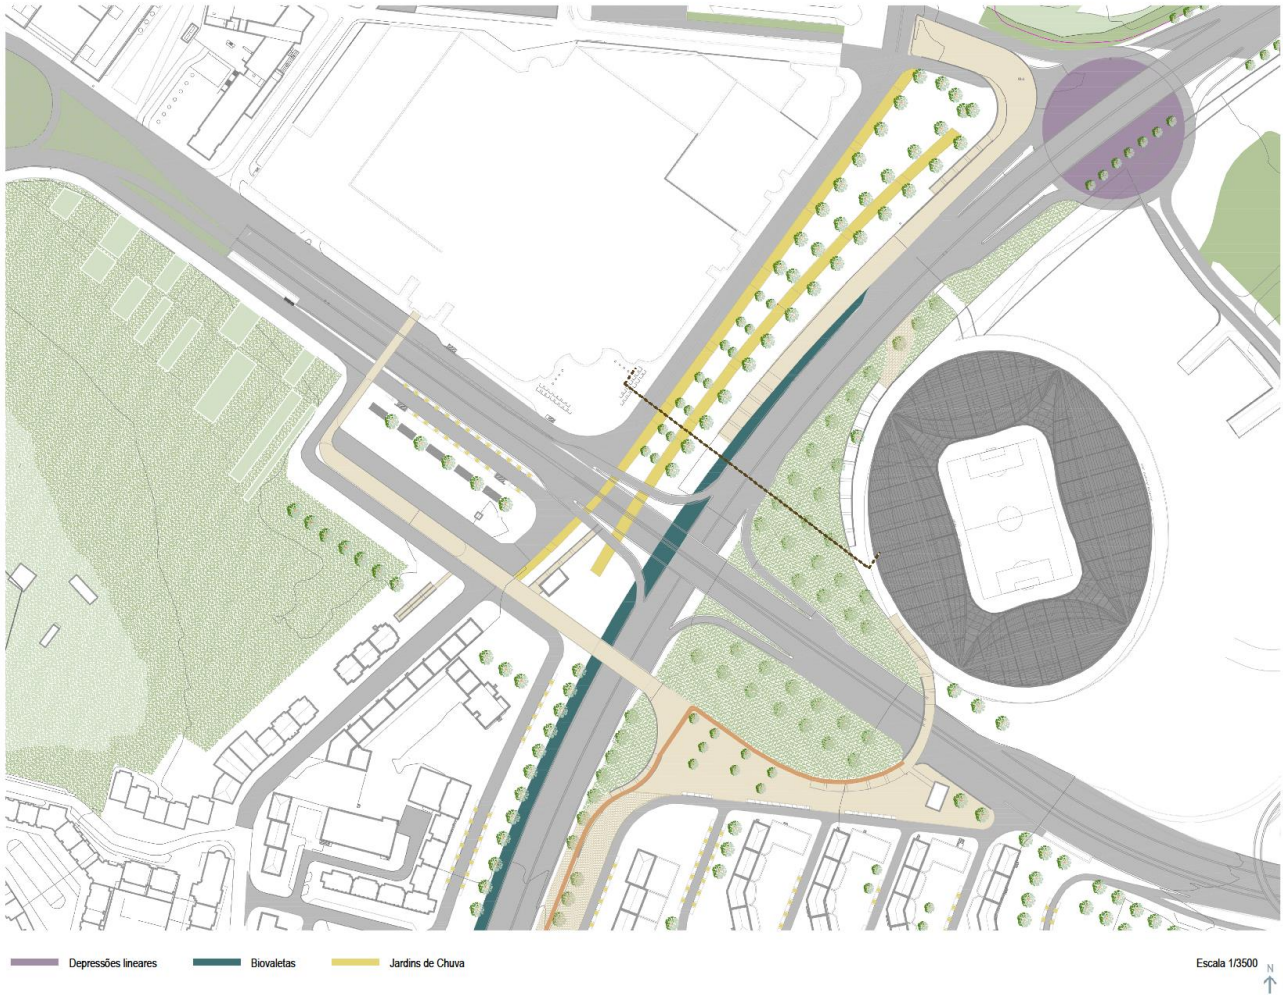 Depressões lineares
Biovaletas
Jardins de Chuva
Escala 1/3500
N